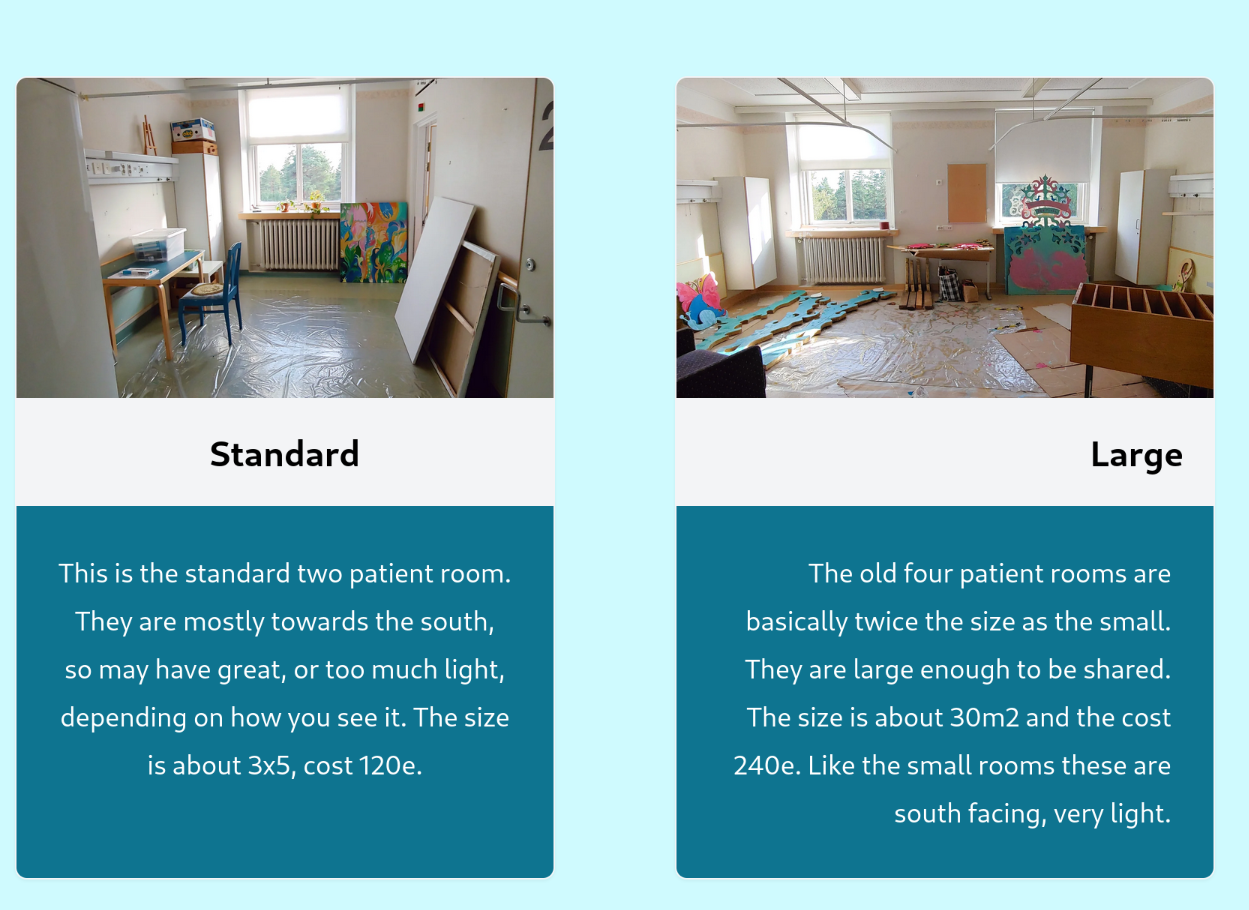 Standard
This is the standard two patient room.
They are mostly towards the south,
so may have great, or too much light,
depending on how you see it. The size
is about 3x5, cost 120e.
Large
The old four patient rooms are
basically twice the size as the small.
They are large enough to be shared.
The size is about 30m2 and the cost
240e. Like the small rooms these are
south facing, very light.